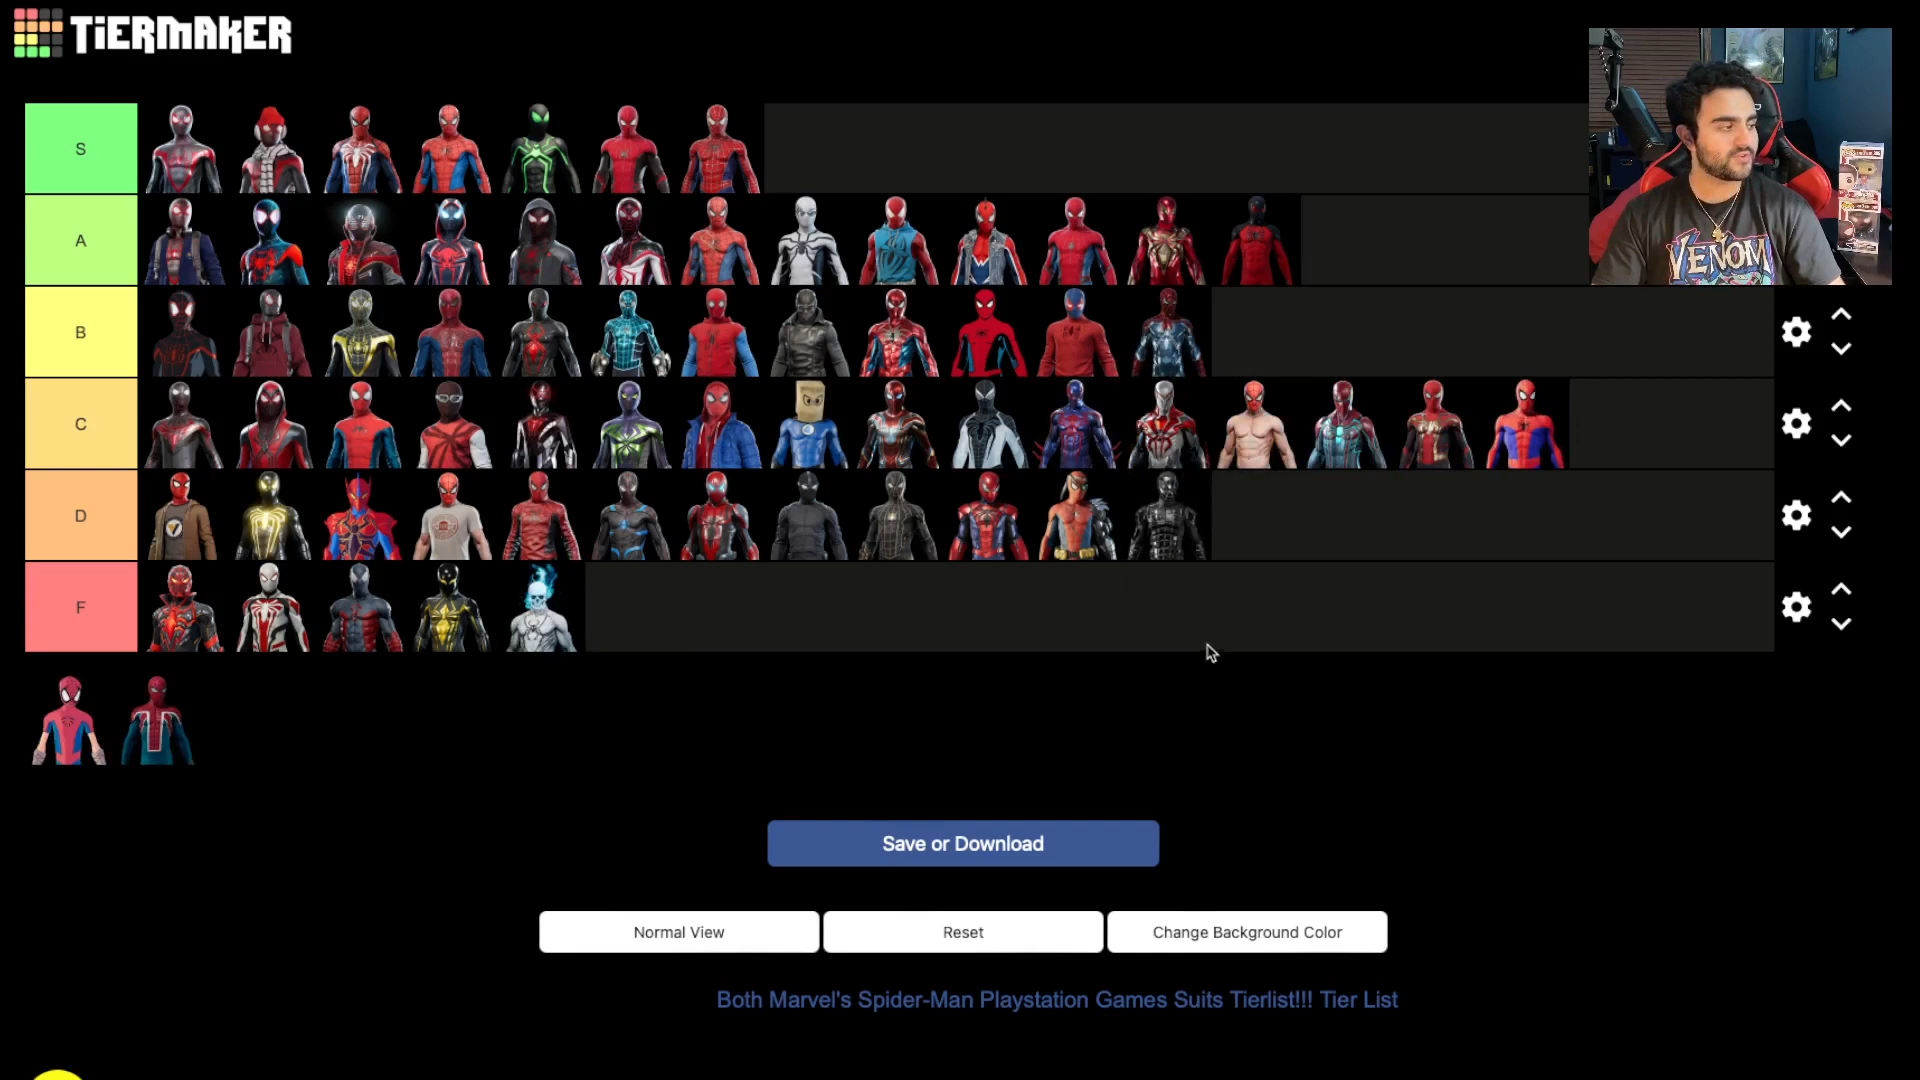 TiERMAKER
S
A
VENOM
B
C
D
F
Save or Download
Normal View
Reset
Change Background Color
Both Marvel's Spider-Man Playstation Games Suits Tierlist!!! Tier List